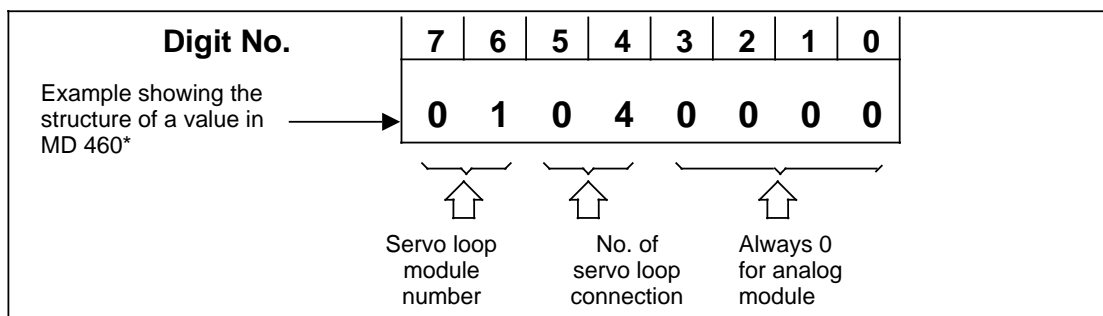 Digit No. 7 6 5 4 3 2 1 0
Example showing the
structure of a value in
MD 460*
0 1 0 4 0 0 0 0
Servo loop
module
number
No. of
servo loop
connection
Always 0
for analog
module